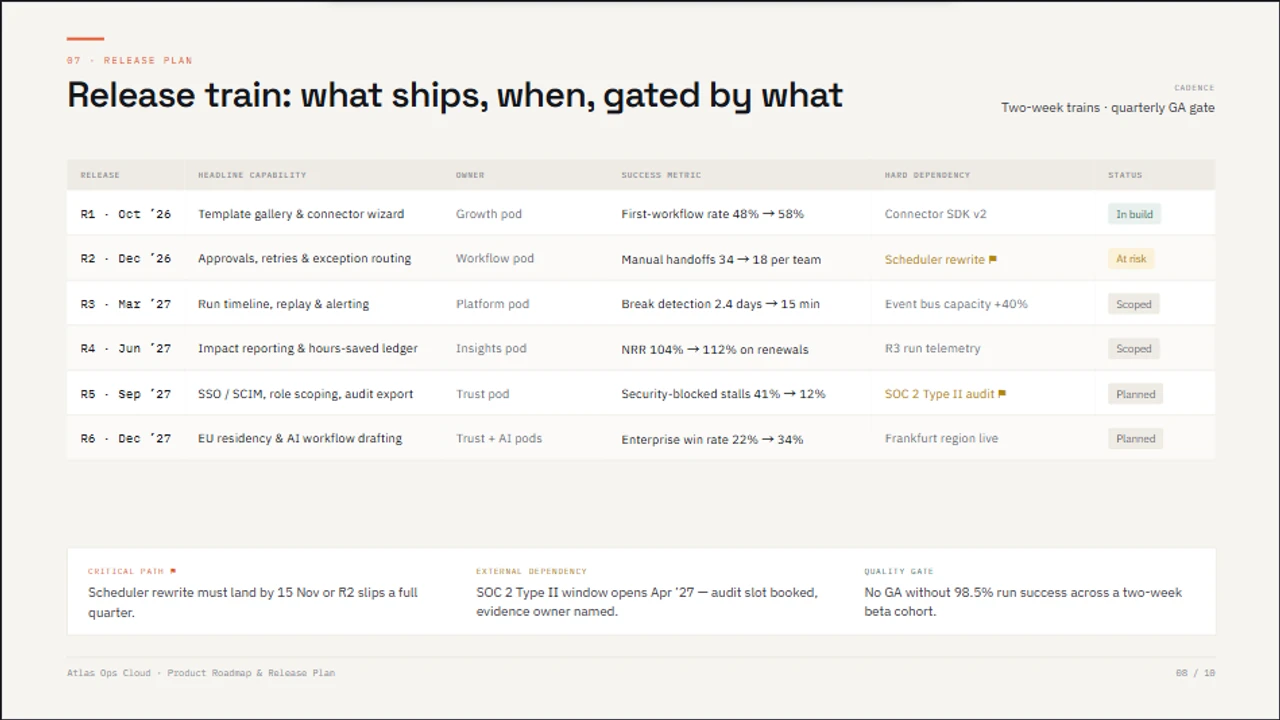 07 · RELEASE PLAN
Release train: what ships, when, gated by what
CADENCE
Two-week trains · quarterly GA gate
RELEASE HEADLINE CAPABILITY OWNER SUCCESS METRIC HARD DEPENDENCY STATUS
R1 · Oct ’26 Template gallery & connector wizard Growth pod First-workflow rate 48% → 58% Connector SDK v2 In build
R2 · Dec ’26 Approvals, retries & exception routing Workflow pod Manual handoffs 34 → 18 per team Scheduler rewrite ⚑ At risk
R3 · Mar ’27 Run timeline, replay & alerting Platform pod Break detection 2.4 days → 15 min Event bus capacity +40% Scoped
R4 · Jun ’27 Impact reporting & hours-saved ledger Insights pod NRR 104% → 112% on renewals R3 run telemetry Scoped
R5 · Sep ’27 SSO / SCIM, role scoping, audit export Trust pod Security-blocked stalls 41% → 12% SOC 2 Type II audit ⚑ Planned
R6 · Dec ’27 EU residency & AI workflow drafting Trust + AI pods Enterprise win rate 22% → 34% Frankfurt region live Planned
CRITICAL PATH ⚑
Scheduler rewrite must land by 15 Nov or R2 slips a full
quarter.
EXTERNAL DEPENDENCY
SOC 2 Type II window opens Apr ’27 — audit slot booked,
evidence owner named.
QUALITY GATE
No GA without 98.5% run success across a two-week
beta cohort.
Atlas Ops Cloud · Product Roadmap & Release Plan
08 / 10